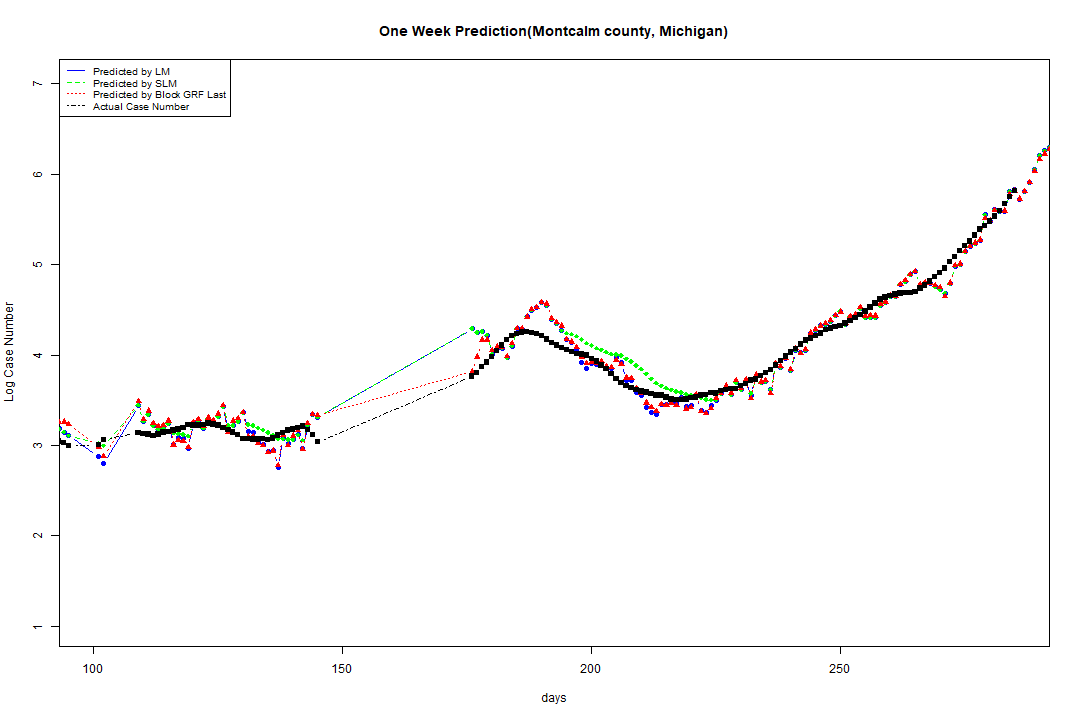 One Week Prediction(Montcalm county, Michigan)
Predicted by LM
Predicted by SLM
Predicted by Block GRF Last
Actual Case Number
7
6
5
4
3
2
1
Log Case Number
100 150 200 250
days